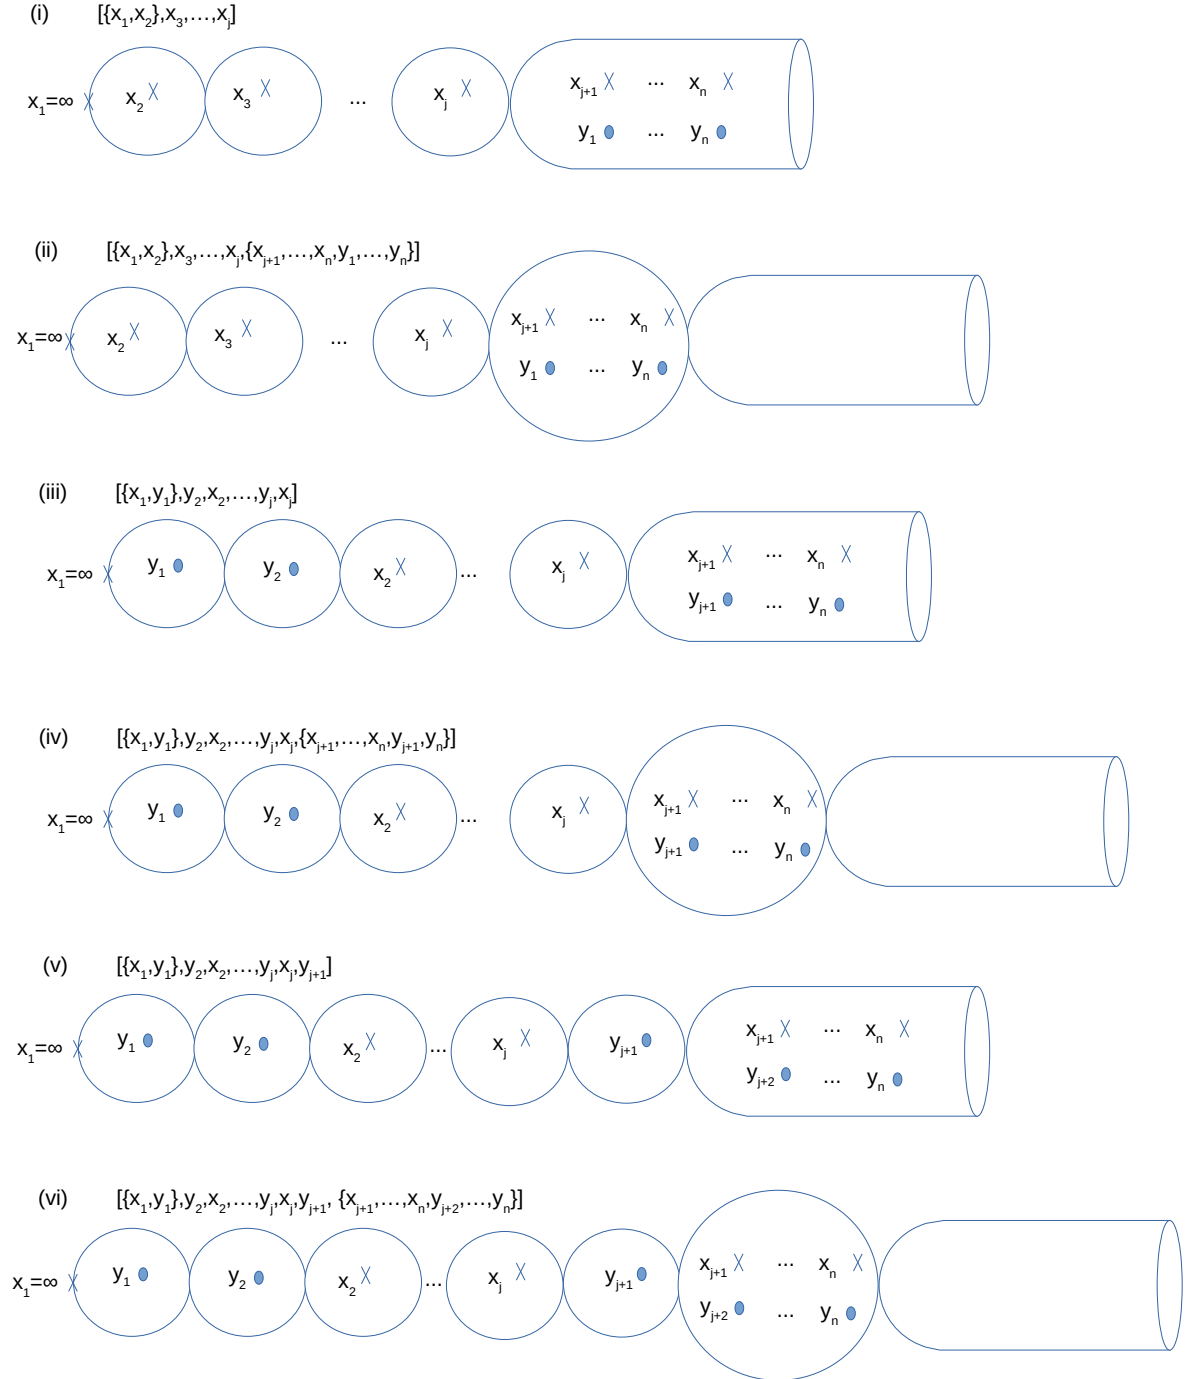 (i) [{x₁,x₂},x₃,...,xⱼ]
x₁=∞ x₂ x₃ ... xⱼ xⱼ₊₁ ... xₙ
y₁ ... yₙ
(ii) [{x₁,x₂},x₃,...,xⱼ,{xⱼ₊₁,...,xₙ,y₁,...,yₙ}]
x₁=∞ x₂ x₃ ... xⱼ xⱼ₊₁ ... xₙ
y₁ ... yₙ
(iii) [{x₁,y₁},y₂,x₂,...,yⱼ,xⱼ]
x₁=∞ y₁ y₂ x₂ ... xⱼ xⱼ₊₁ ... xₙ
yⱼ₊₁ ... yₙ
(iv) [{x₁,y₁},y₂,x₂,...,yⱼ,xⱼ,{xⱼ₊₁,...,xₙ,yⱼ₊₁,yₙ}]
x₁=∞ y₁ y₂ x₂ ... xⱼ xⱼ₊₁ ... xₙ
yⱼ₊₁ ... yₙ
(v) [{x₁,y₁},y₂,x₂,...,yⱼ,xⱼ,yⱼ₊₁]
x₁=∞ y₁ y₂ x₂ ... xⱼ yⱼ₊₁ xⱼ₊₁ ... xₙ
yⱼ₊₂ ... yₙ
(vi) [{x₁,y₁},y₂,x₂,...,yⱼ,xⱼ,yⱼ₊₁, {xⱼ₊₁,...,xₙ,yⱼ₊₂,...,yₙ}]
x₁=∞ y₁ y₂ x₂ ... xⱼ yⱼ₊₁ xⱼ₊₁ ... xₙ
yⱼ₊₂ ... yₙ